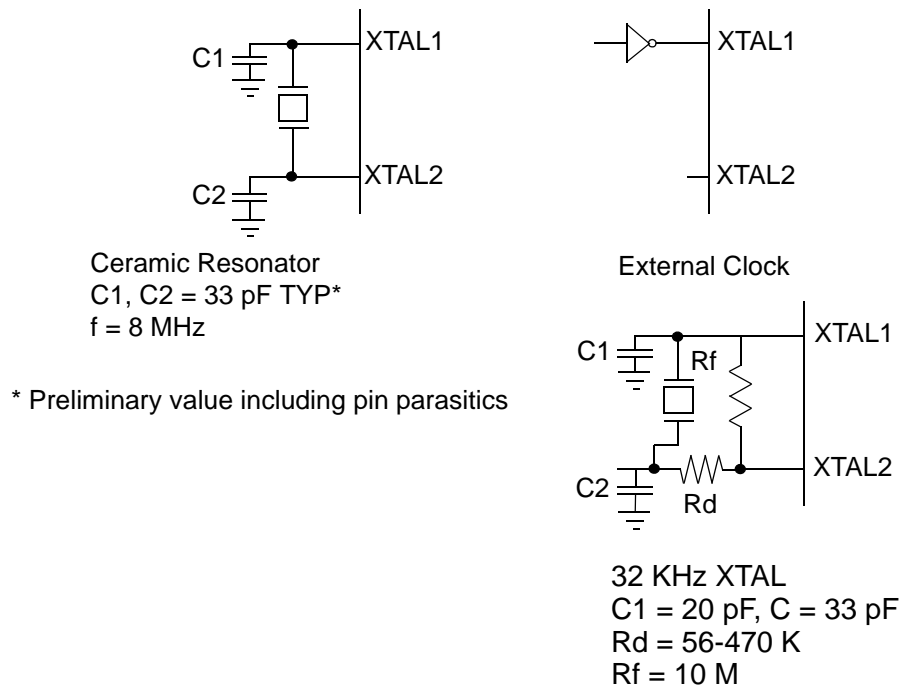 C1
XTAL1
C2
XTAL2
Ceramic Resonator
C1, C2 = 33 pF TYP*
f = 8 MHz
* Preliminary value including pin parasitics
XTAL1
XTAL2
External Clock
C1
Rf
XTAL1
C2
Rd
XTAL2
32 KHz XTAL
C1 = 20 pF, C = 33 pF
Rd = 56-470 K
Rf = 10 M